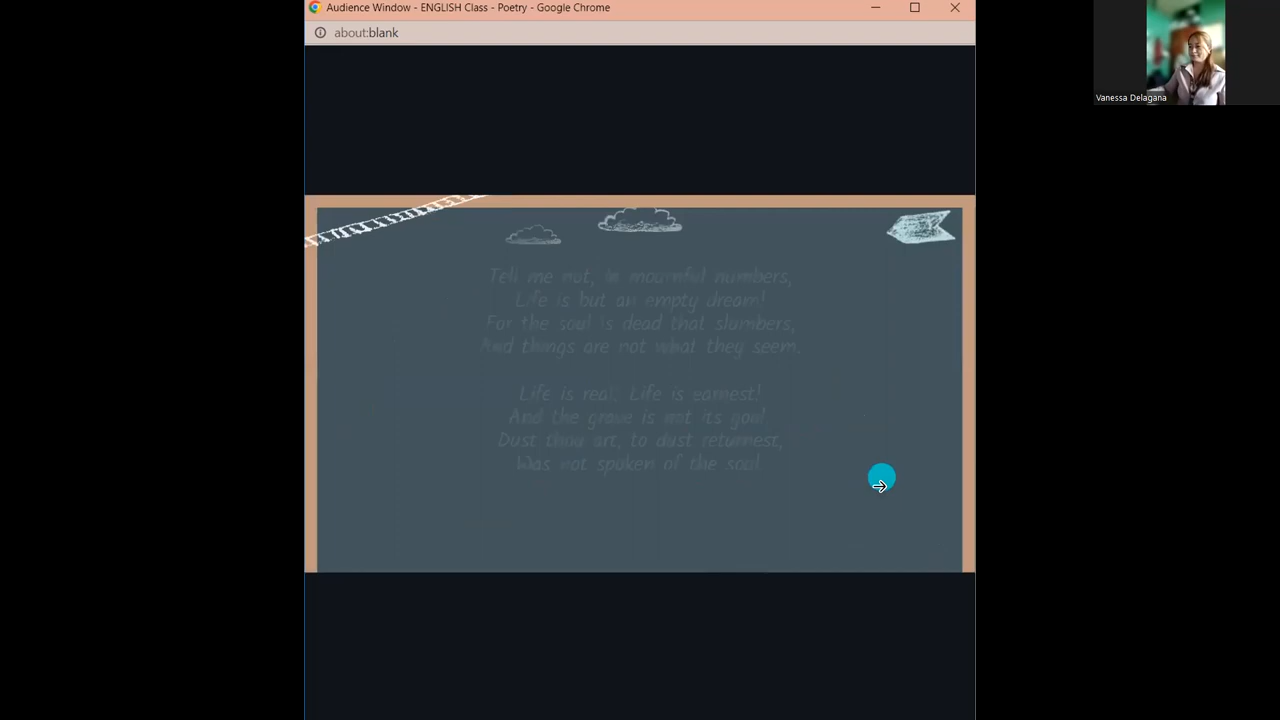 Audience Window - ENGLISH Class - Poetry - Google Chrome
about:blank
Vanessa Delagana
Tell me not, in mournful numbers,
Life is but an empty dream!
For the soul is dead that slumbers,
And things are not what they seem.
Life is real! Life is earnest!
And the grave is not its goal;
Dust thou art, to dust returnest,
Was not spoken of the soul